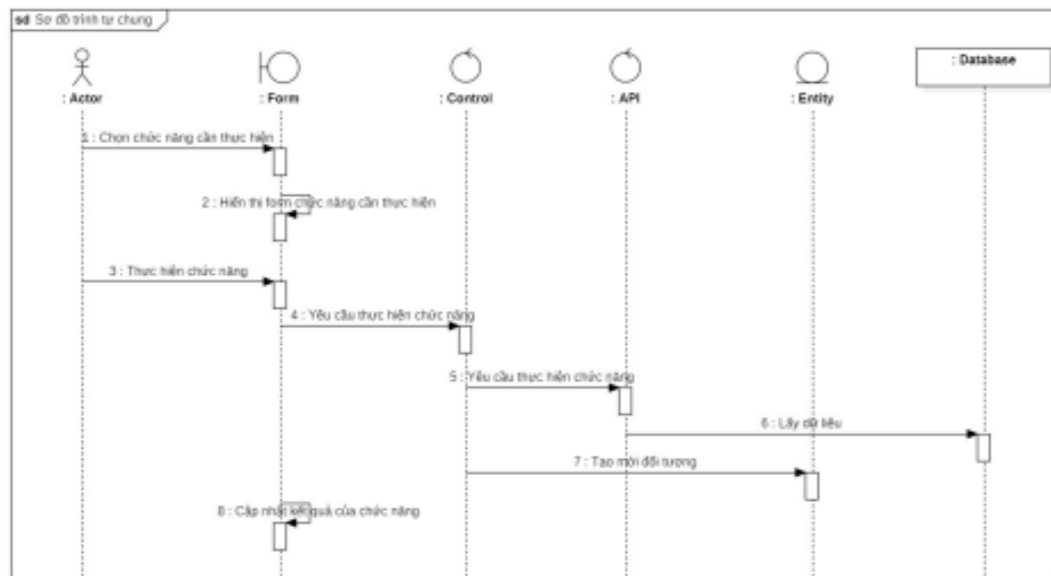 sd Sơ đồ trình tự chung
: Actor
: Form
: Control
: API
: Entity
: Database
1 : Chọn chức năng cần thực hiện
2 : Hiển thị form chức năng cần thực hiện
3 : Thực hiện chức năng
4 : Yêu cầu thực hiện chức năng
5 : Yêu cầu thực hiện chức năng
6 : Lấy dữ liệu
7 : Tạo mới đối tượng
8 : Cập nhật kết quả của chức năng